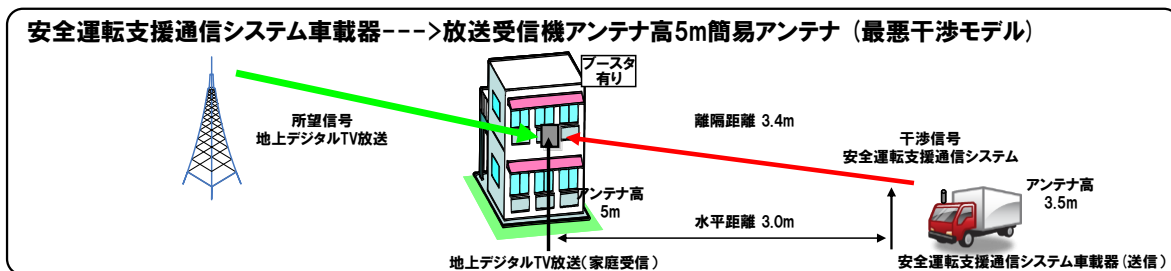 安全運転支援通信システム車載器--->放送受信機アンテナ高5m簡易アンテナ (最悪干渉モデル)
ブースタ
有り
所望信号
地上デジタルTV放送
離隔距離 3.4m
干渉信号
安全運転支援通信システム
アンテナ高
5m
アンテナ高
3.5m
水平距離 3.0m
地上デジタルTV放送(家庭受信)
安全運転支援通信システム車載器(送信)